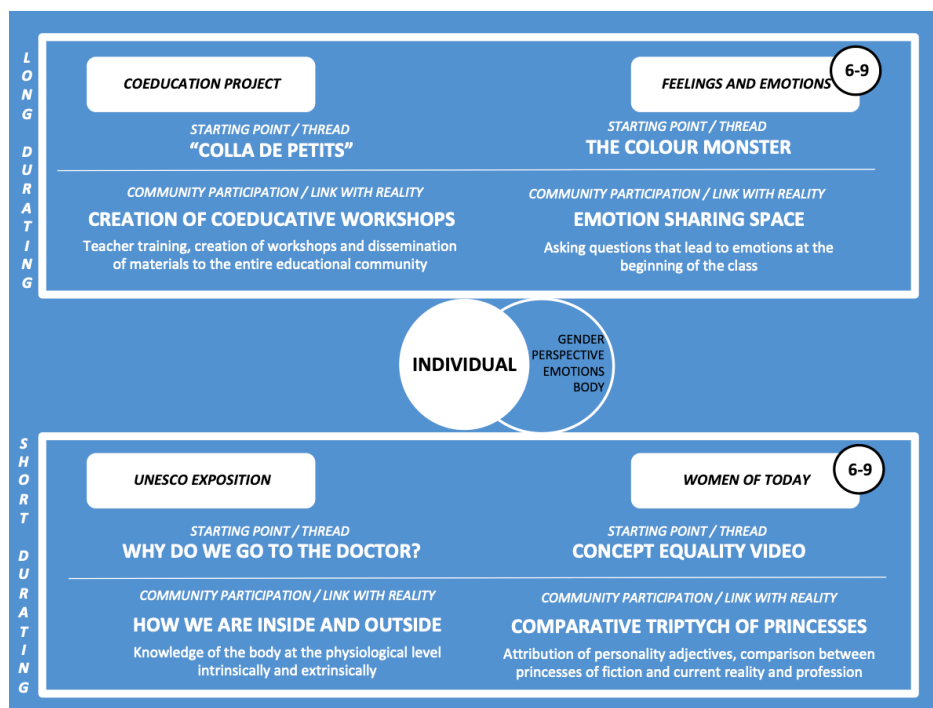 LONG DURATING
COEDUCATION PROJECT
STARTING POINT / THREAD
“COLLA DE PETITS”
COMMUNITY PARTICIPATION / LINK WITH REALITY
CREATION OF COEDUCATIVE WORKSHOPS
Teacher training, creation of workshops and dissemination
of materials to the entire educational community
FEELINGS AND EMOTIONS
6-9
STARTING POINT / THREAD
THE COLOUR MONSTER
COMMUNITY PARTICIPATION / LINK WITH REALITY
EMOTION SHARING SPACE
Asking questions that lead to emotions at the
beginning of the class
INDIVIDUAL
GENDER
PERSPECTIVE
EMOTIONS
BODY
SHORT DURATING
UNESCO EXPOSITION
STARTING POINT / THREAD
WHY DO WE GO TO THE DOCTOR?
COMMUNITY PARTICIPATION / LINK WITH REALITY
HOW WE ARE INSIDE AND OUTSIDE
Knowledge of the body at the physiological level
intrinsically and extrinsically
WOMEN OF TODAY
6-9
STARTING POINT / THREAD
CONCEPT EQUALITY VIDEO
COMMUNITY PARTICIPATION / LINK WITH REALITY
COMPARATIVE TRIPTYCH OF PRINCESSES
Attribution of personality adjectives, comparison between
princesses of fiction and current reality and profession